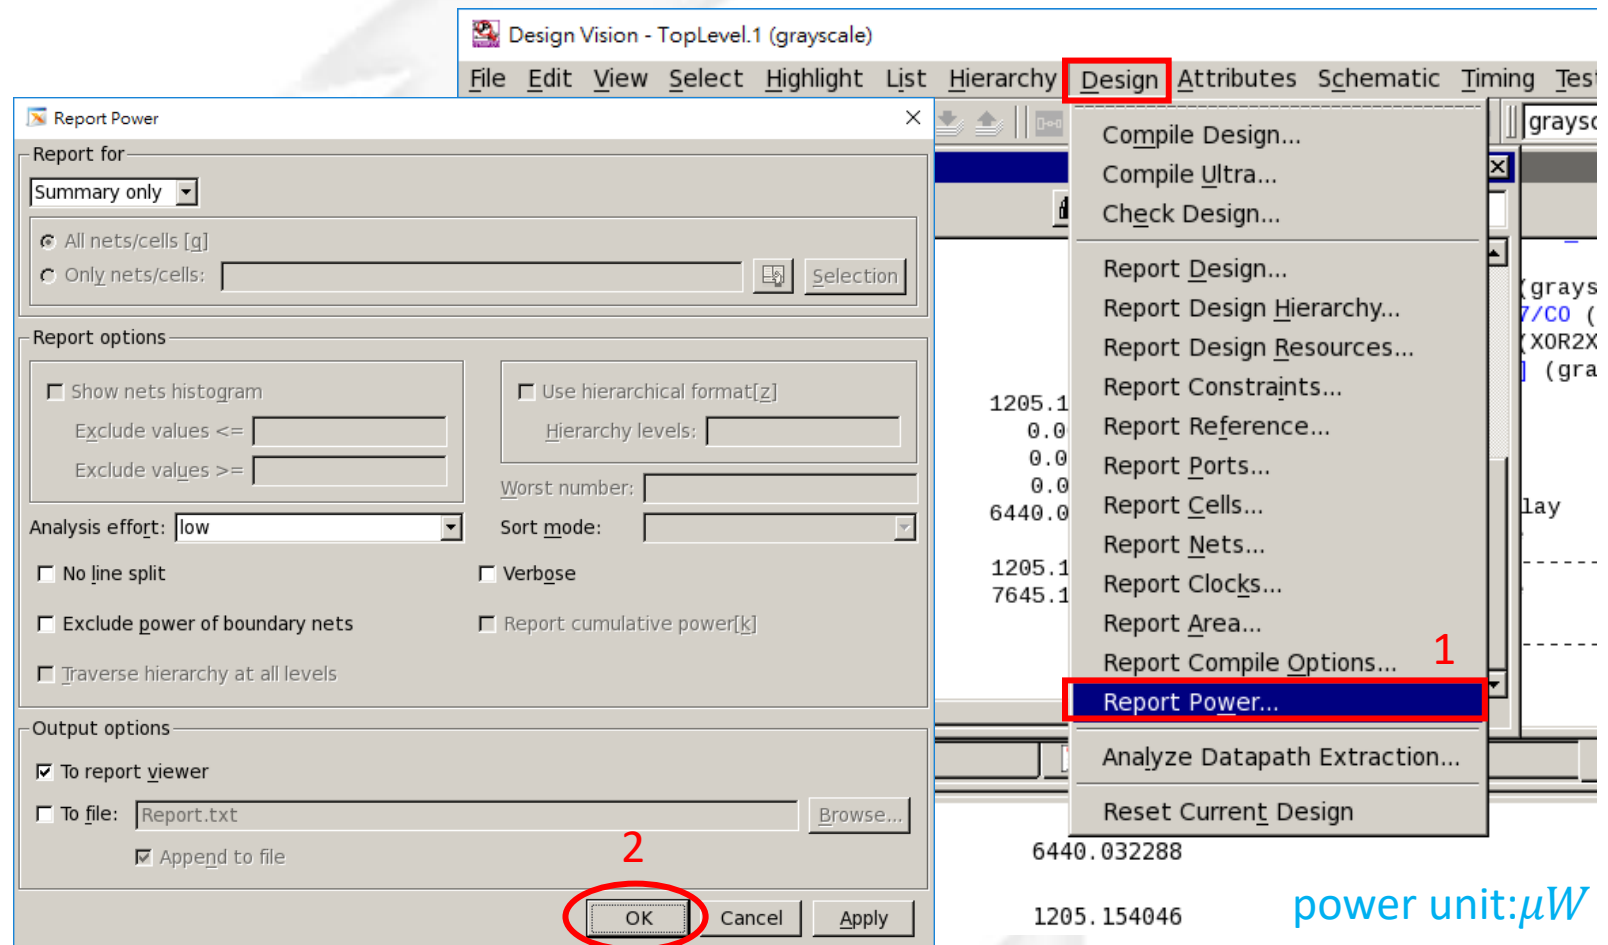 Design Vision - TopLevel.1 (grayscale)
File Edit View Select Highlight List Hierarchy Design Attributes Schematic Timing Test
Report Power
Report for
Summary only
All nets/cells [q]
Only nets/cells:
Selection
Report options
Show nets histogram
Exclude values <=
Exclude values >=
Use hierarchical format[z]
Hierarchy levels:
Worst number:
Analysis effort: low
Sort mode:
No line split
Verbose
Exclude power of boundary nets
Report cumulative power[k]
Traverse hierarchy at all levels
Output options
To report viewer
To file: Report.txt
Browse...
Append to file
2
OK Cancel Apply
Compile Design...
Compile Ultra...
Check Design...
Report Design...
Report Design Hierarchy...
Report Design Resources...
Report Constraints...
Report Reference...
Report Ports...
Report Cells...
Report Nets...
Report Clocks...
Report Area...
Report Compile Options...
1
Report Power...
Analyze Datapath Extraction...
Reset Current Design
1205.1
0.0
0.0
0.0
6440.0
1205.1
7645.1
graysc
(grays
7/CO (
(XOR2X
] (gra
lay
6440.032288
1205.154046
power unit:μW